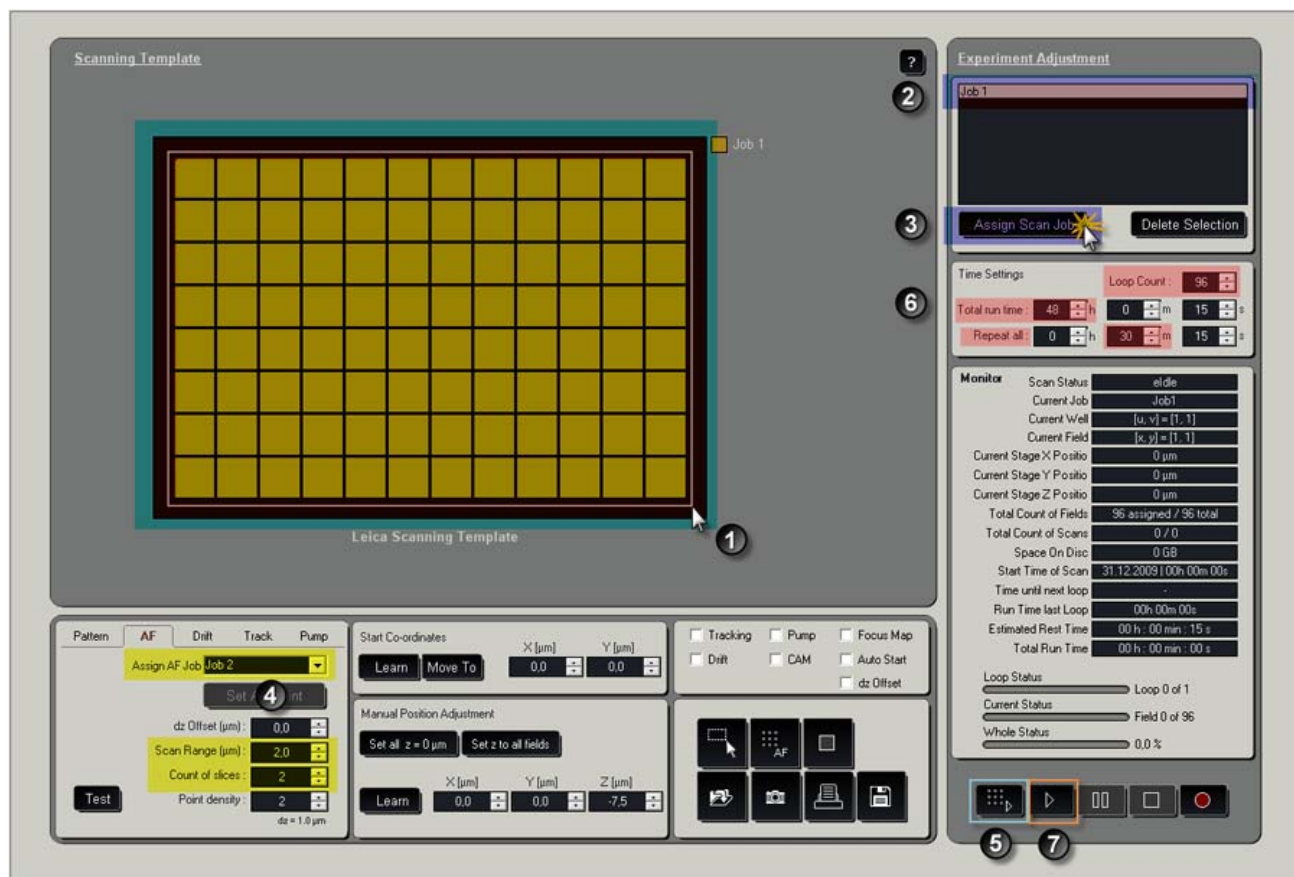 Scanning Template
?
2
Job 1
Leica Scanning Template
1
Experiment Adjustment
Job 1
3
Assign Scan Job
Delete Selection
6
Time Settings
Loop Count : 96
Total run time : 48 h 0 m 15 s
Repeat all : 0 h 30 m 15 s
Monitor
Scan Status eIdle
Current Job Job1
Current Well [u, v] = [1, 1]
Current Field [x, y] = [1, 1]
Current Stage X Positio 0 µm
Current Stage Y Positio 0 µm
Current Stage Z Positio 0 µm
Total Count of Fields 96 assigned / 96 total
Total Count of Scans 0 / 0
Space On Disc 0 GB
Start Time of Scan 31.12.2009 | 00h 00m 00s
Time until next loop -
Run Time last Loop 00h 00m 00s
Estimated Rest Time 00 h : 00 min : 15 s
Total Run Time 00 h : 00 min : 00 s
Loop Status
Loop 0 of 1
Current Status
Field 0 of 96
Whole Status
0,0 %
5
7
Pattern AF Drift Track Pump
Assign AF Job Job 2
Set A 4 nt
dz Offset (µm) : 0,0
Scan Range (µm) : 2,0
Count of slices : 2
Test
Point density : 2
dz = 1.0 µm
Start Co-ordinates
X [µm] Y [µm]
Learn Move To 0,0 0,0
Manual Position Adjustment
Set all z = 0 µm Set z to all fields
X [µm] Y [µm] Z [µm]
Learn 0,0 0,0 -7,5
Tracking Pump Focus Map
Drift CAM Auto Start
dz Offset
AF